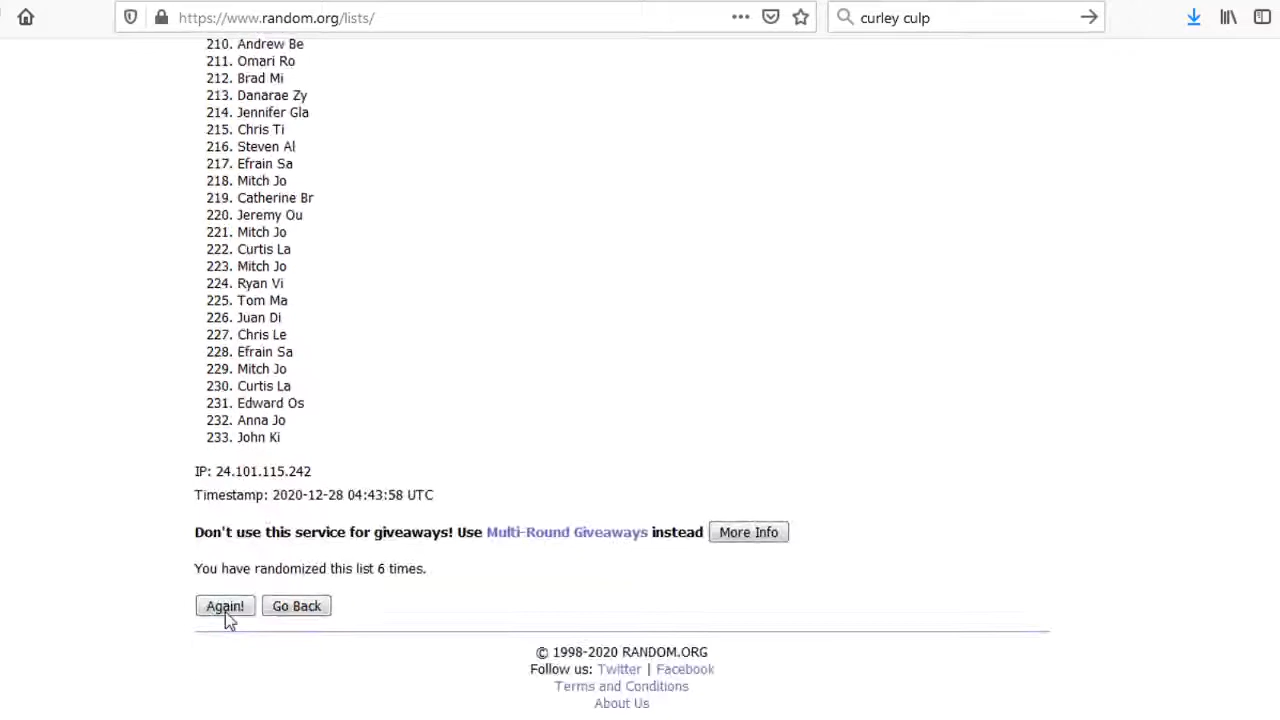 https://www.random.org/lists/
curley culp
210. Andrew Be
211. Omari Ro
212. Brad Mi
213. Danarae Zy
214. Jennifer Gla
215. Chris Ti
216. Steven Al
217. Efrain Sa
218. Mitch Jo
219. Catherine Br
220. Jeremy Ou
221. Mitch Jo
222. Curtis La
223. Mitch Jo
224. Ryan Vi
225. Tom Ma
226. Juan Di
227. Chris Le
228. Efrain Sa
229. Mitch Jo
230. Curtis La
231. Edward Os
232. Anna Jo
233. John Ki
IP: 24.101.115.242
Timestamp: 2020-12-28 04:43:58 UTC
Don't use this service for giveaways! Use Multi-Round Giveaways instead More Info
You have randomized this list 6 times.
Again! Go Back
© 1998-2020 RANDOM.ORG
Follow us: Twitter | Facebook
Terms and Conditions
About Us